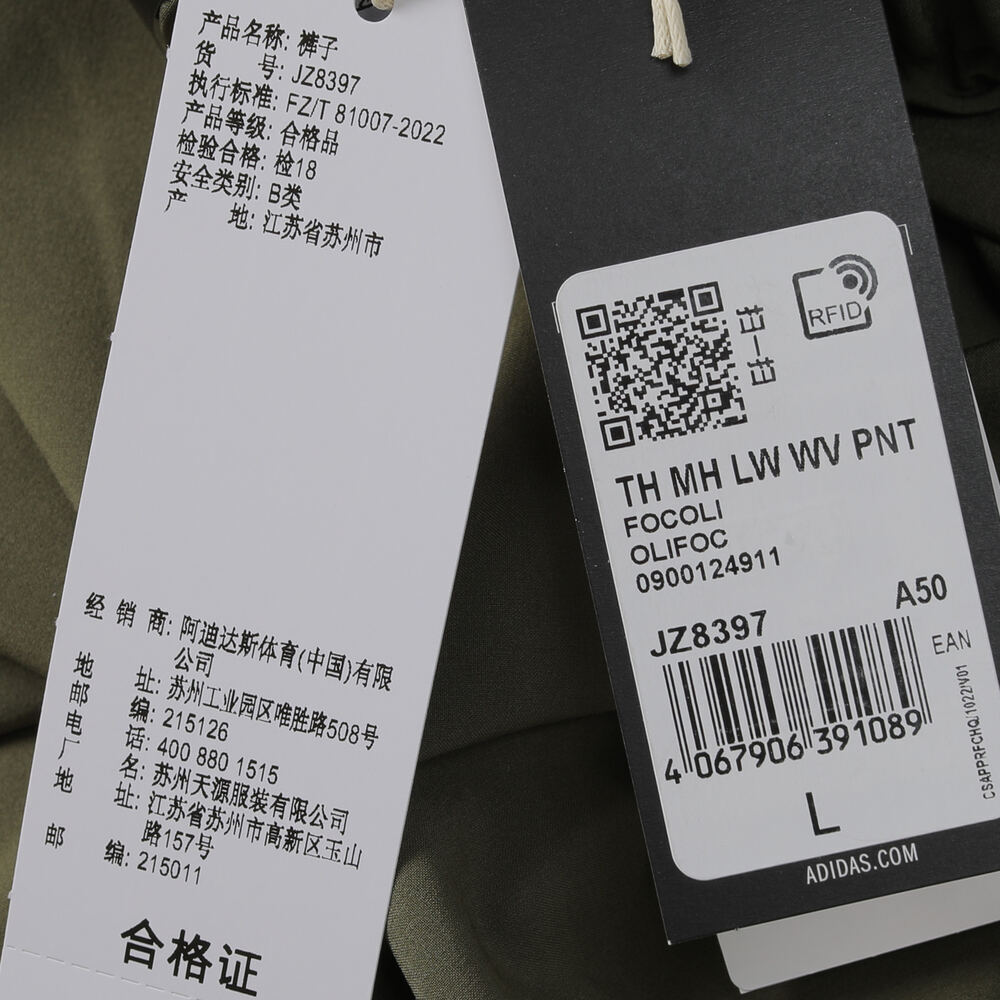 产品名称: 裤子
货 号: JZ8397
执行标准: FZ/T 81007-2022
产品等级: 合格品
检验合格: 检18
安全类别: B类
产 地: 江苏省苏州市
经 销 商: 阿迪达斯体育(中国)有限
公司
地 址: 苏州工业园区唯胜路508号
邮 编: 215126
电 话: 400 880 1515
厂 名: 苏州天源服装有限公司
地 址: 江苏省苏州市高新区玉山
路157号
邮 编: 215011
合格证
RFID
扫一扫
TH MH LW WV PNT
FOCOLI
OLIFOC
0900124911
JZ8397
A50
EAN
4 067906 391089
L
CSAPPRFCHQ/1022/V01
ADIDAS.COM